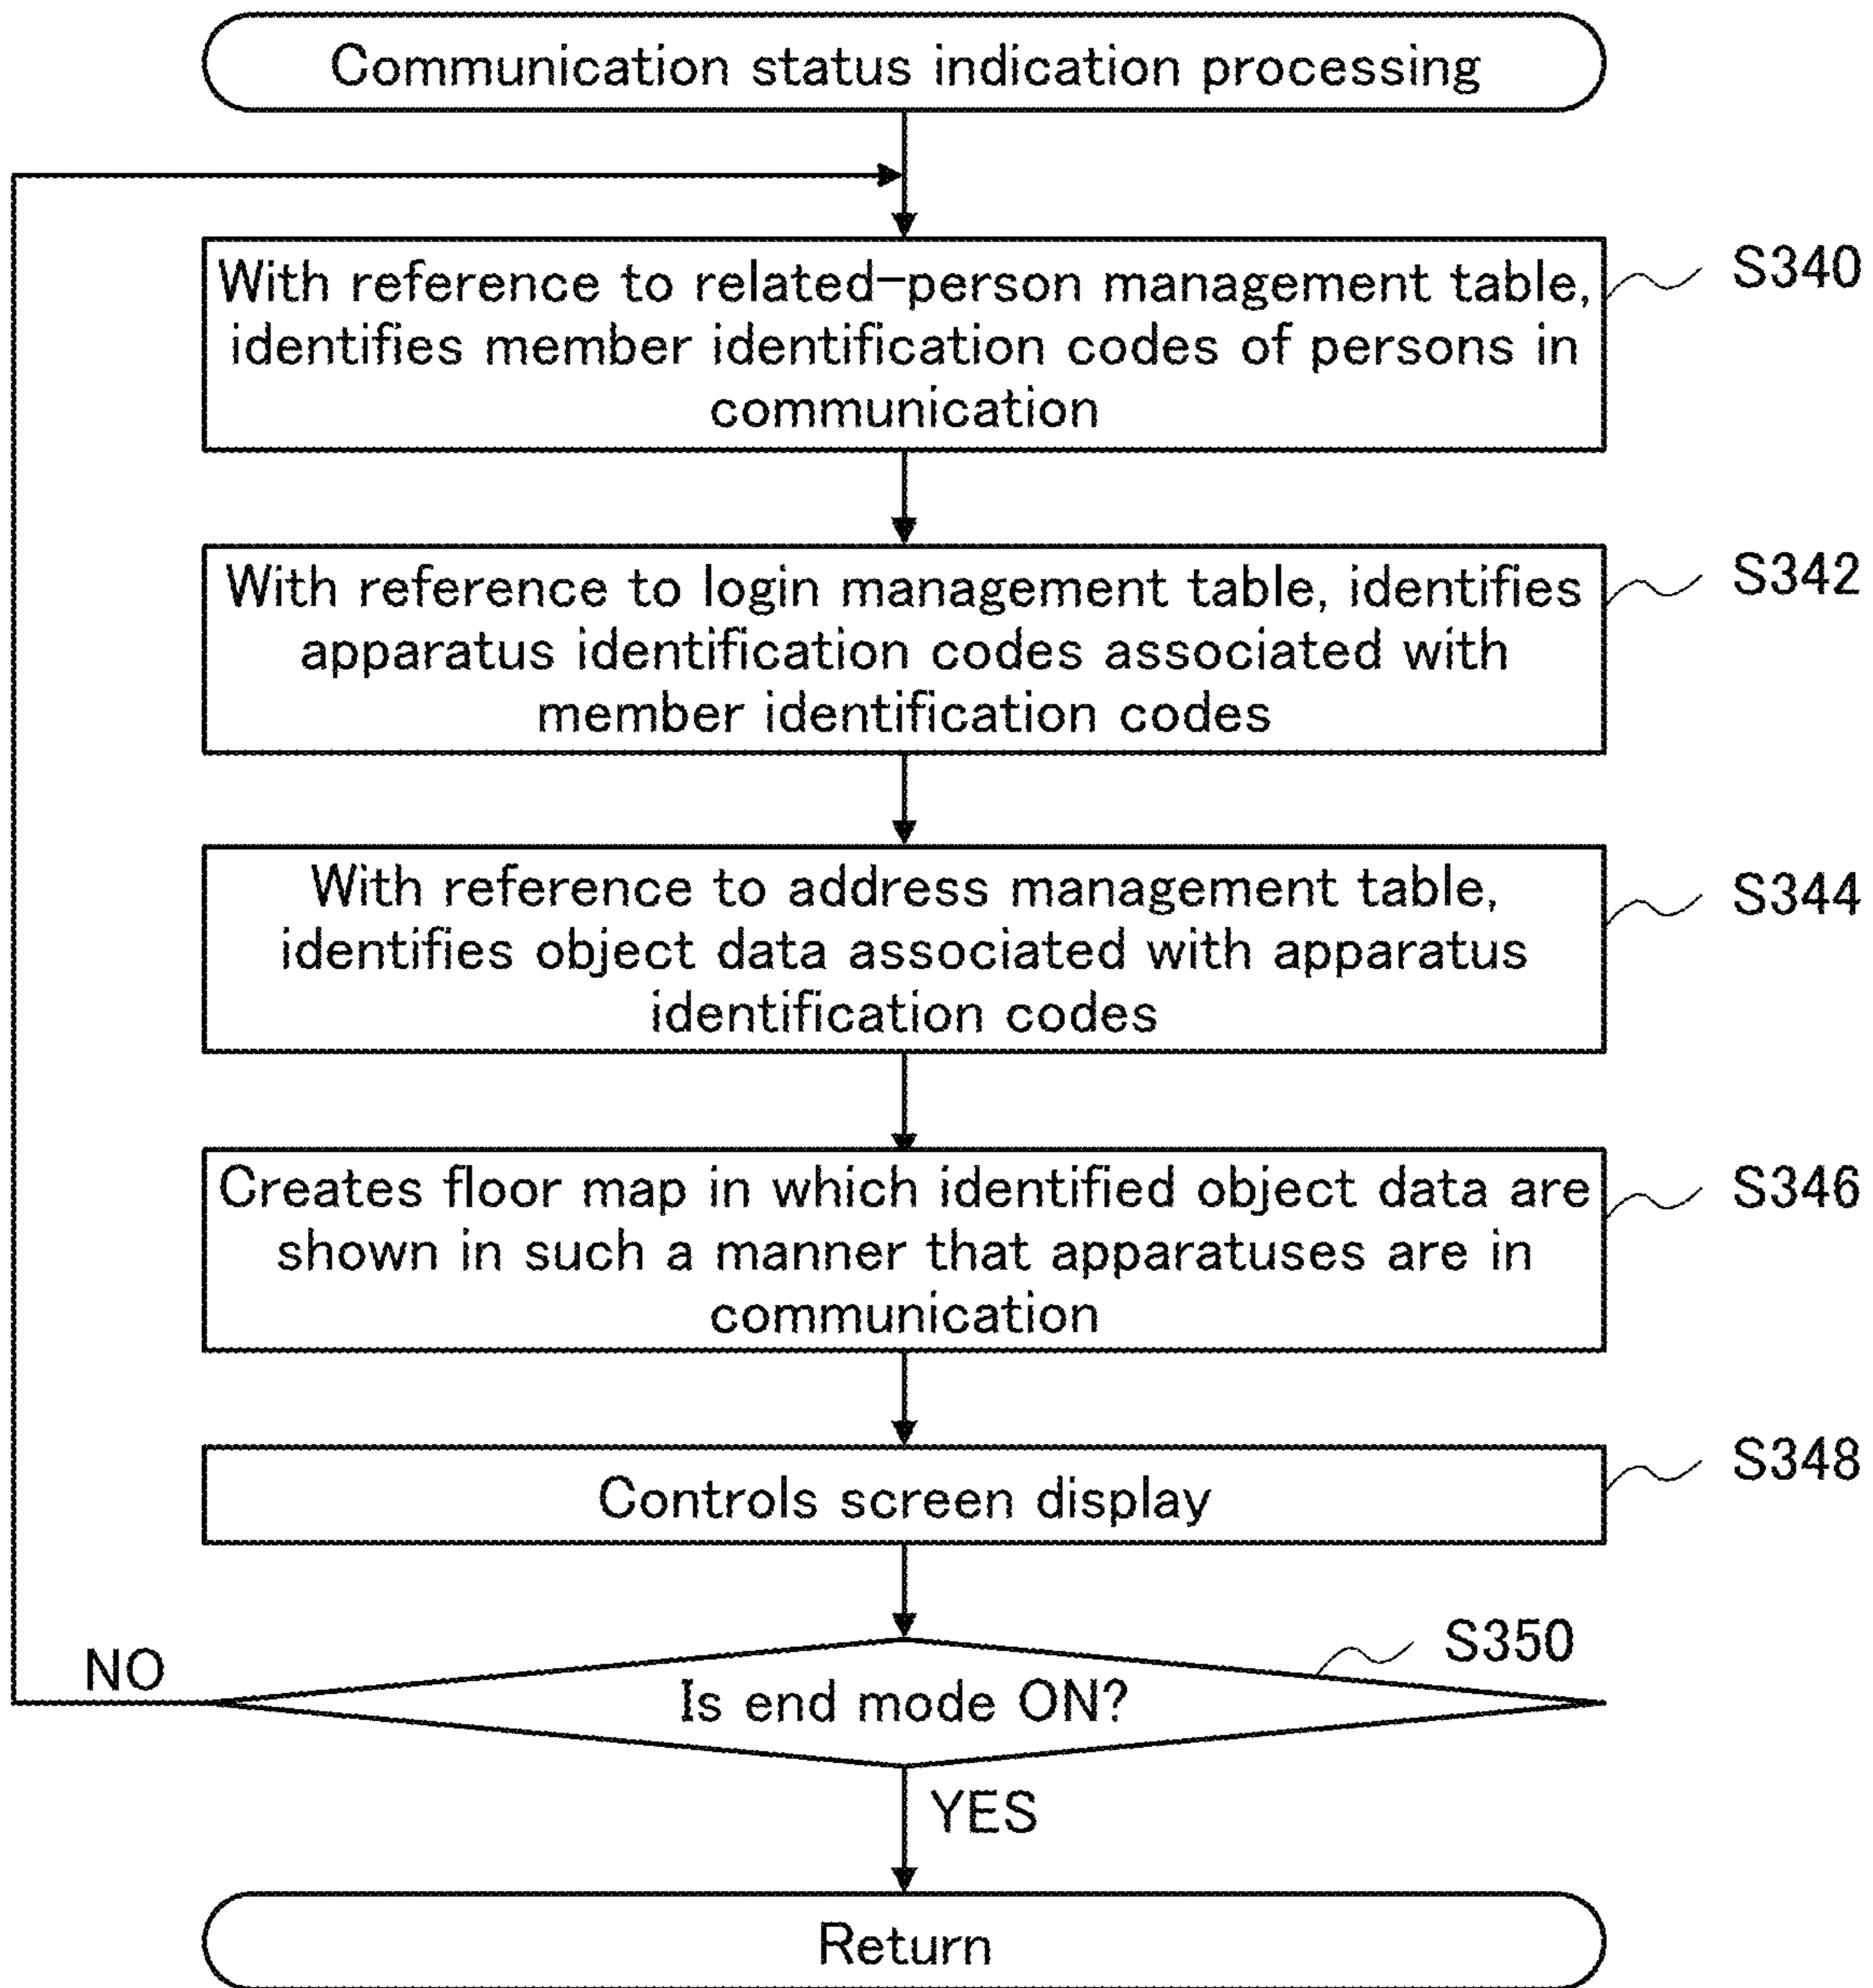 Communication status indication processing
With reference to related-person management table,
identifies member identification codes of persons in
communication
S340
With reference to login management table, identifies
apparatus identification codes associated with
member identification codes
S342
With reference to address management table,
identifies object data associated with apparatus
identification codes
S344
Creates floor map in which identified object data are
shown in such a manner that apparatuses are in
communication
S346
Controls screen display
S348
Is end mode ON?
S350
NO
YES
Return